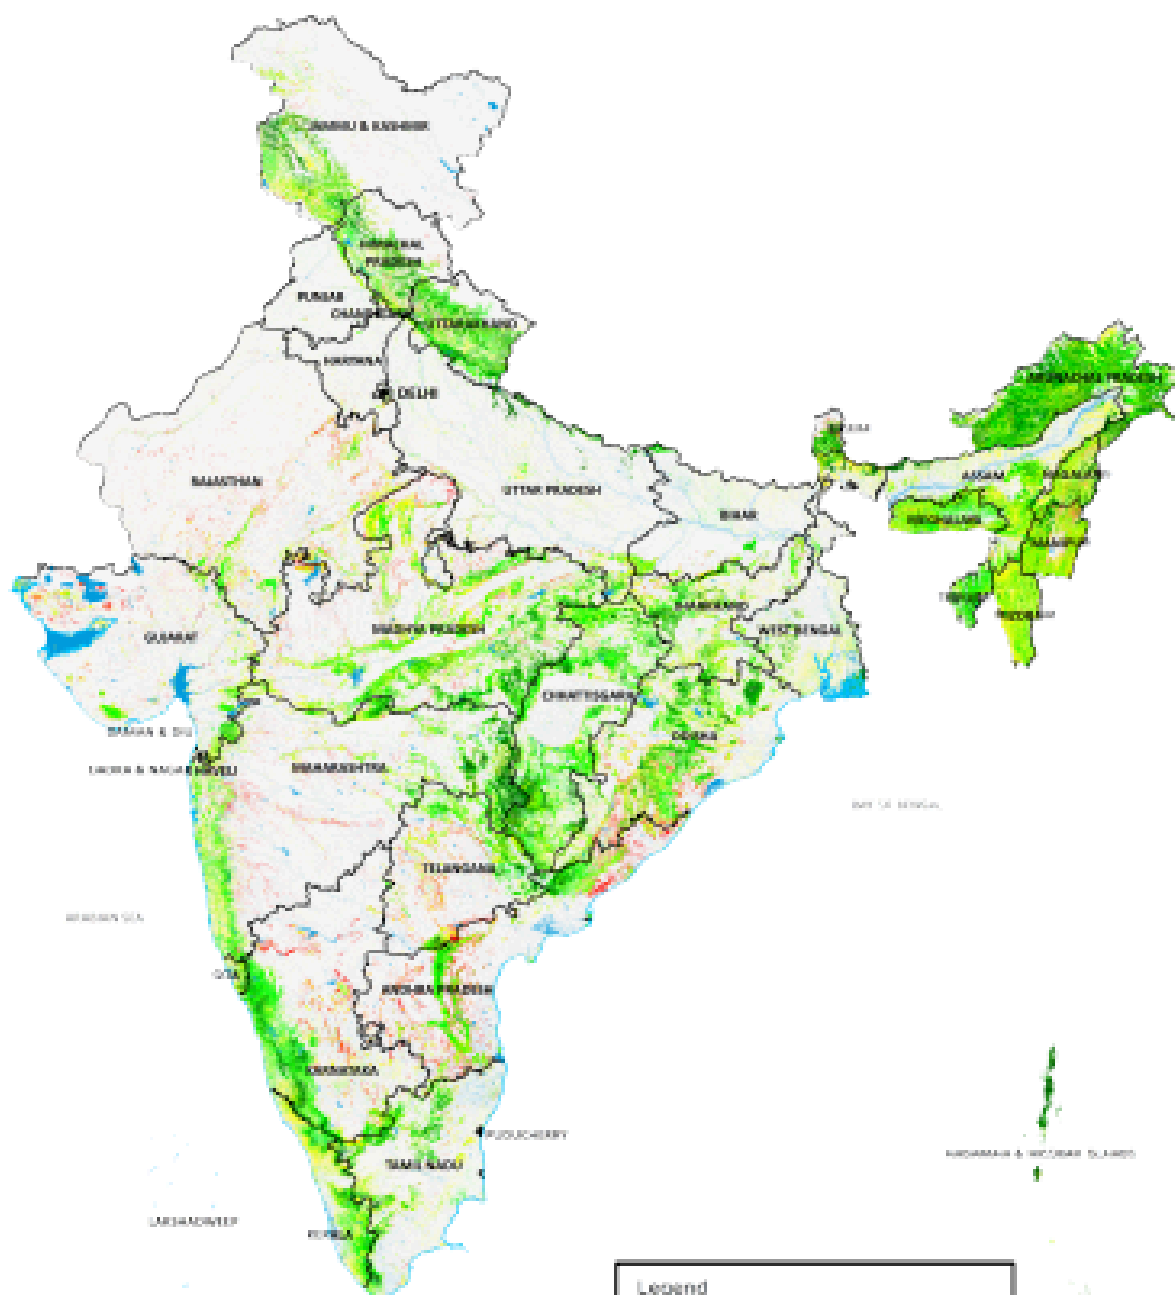 JAMMU & KASHMIR
HIMACHAL
PRADESH
PUNJAB
UTTARAKHAND
HARYANA
DELHI
ARUNACHAL PRADESH
RAJASTHAN
UTTAR PRADESH
ASSAM
NAGALAND
BIHAR
MEGHALAYA
MANIPUR
JHARKHAND
TRIPURA
MIZORAM
GUJARAT
MADHYA PRADESH
WEST BENGAL
CHHATTISGARH
DAMAN & DIU
ODISHA
DADRA & NAGAR HAVELI
MAHARASHTRA
BAY OF BENGAL
TELANGANA
ARABIAN SEA
GOA
ANDHRA PRADESH
KARNATAKA
PUDUCHERRY
ANDAMAN & NICOBAR ISLANDS
TAMIL NADU
LAKSHADWEEP
KERALA
Legend